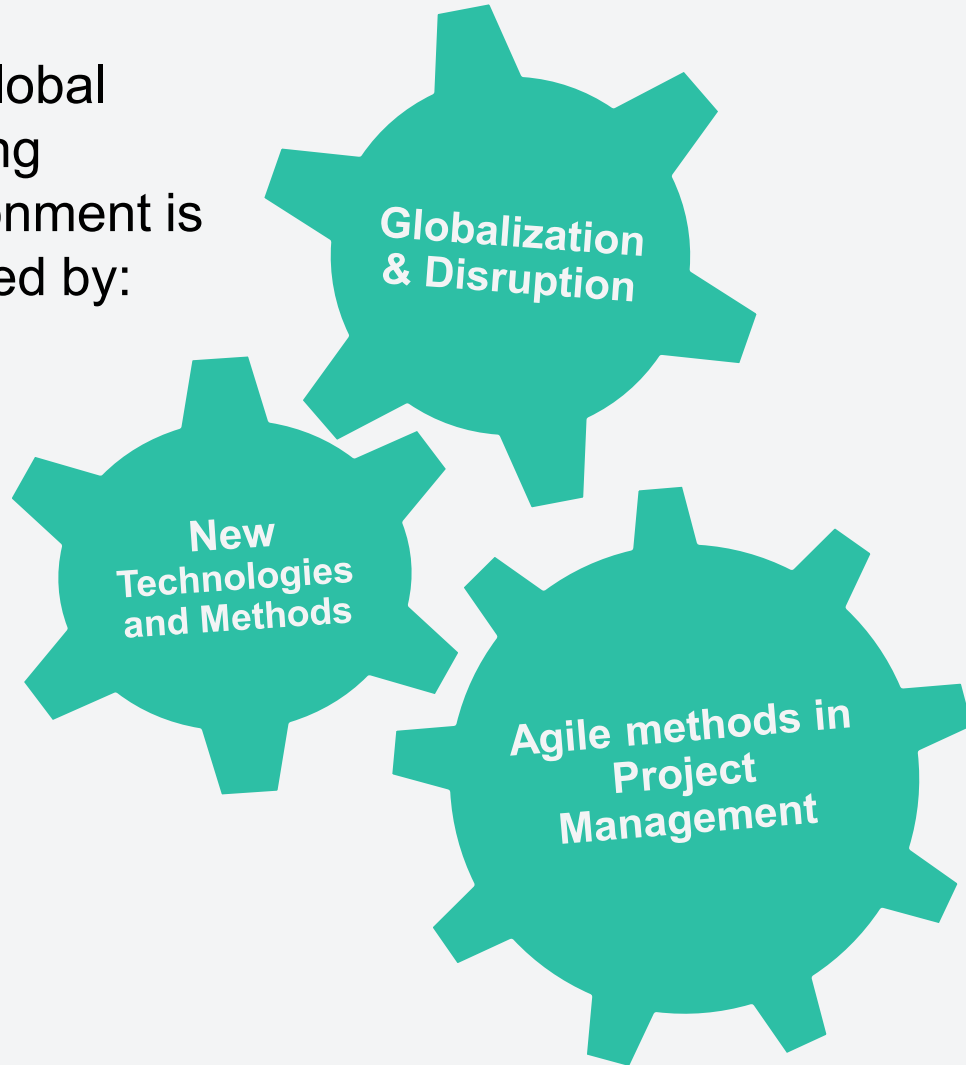 lobal
ng
onment is
ed by:
Globalization
& Disruption
New
Technologies
and Methods
Agile methods in
Project
Management